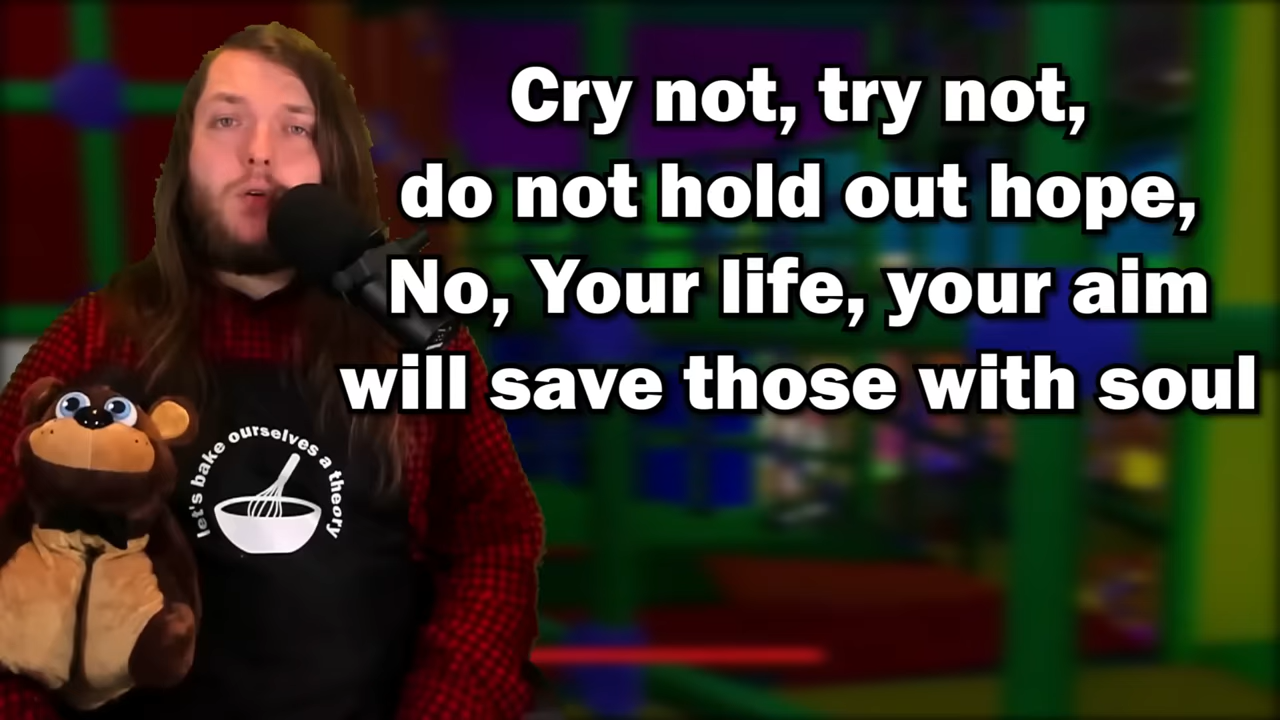 Cry not, try not,
do not hold out hope,
No, Your life, your aim
will save those with soul
let's bake ourselves a theory